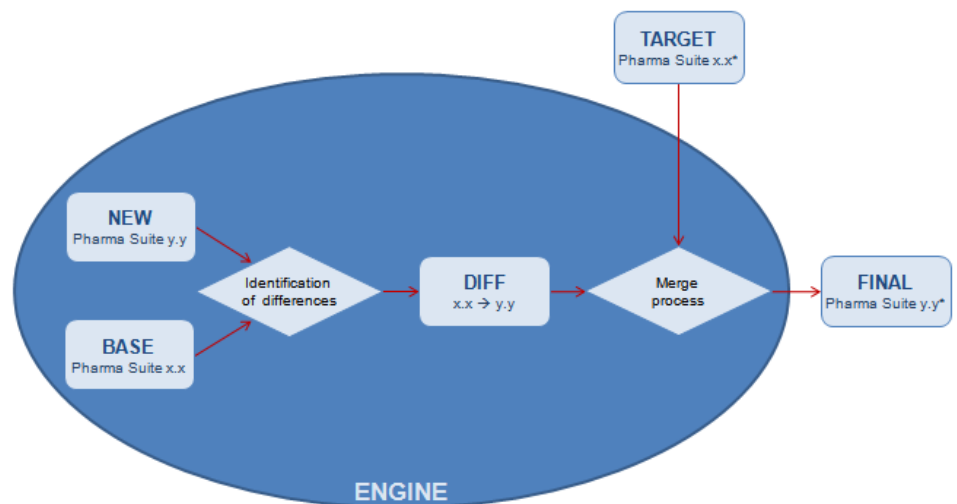 TARGET
Pharma Suite x.x*
NEW
Pharma Suite y.y
Identification
of differences
DIFF
x.x → y.y
Merge
process
FINAL
Pharma Suite y.y*
BASE
Pharma Suite x.x
ENGINE